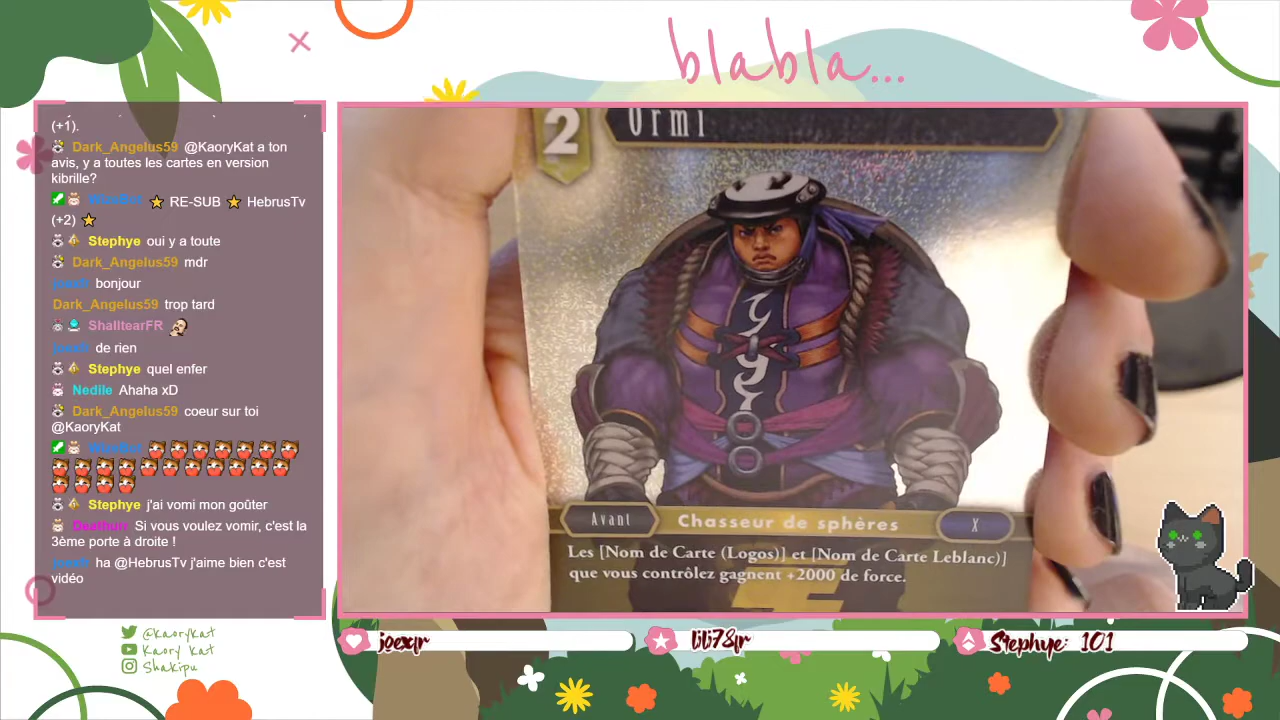 blabla...
(+1).
Dark_Angelus59 @KaoryKat a ton
avis, y a toutes les cartes en version
kibrille?
RE-SUB HebrusTv
(+2)
Stephye oui y a toute
Dark_Angelus59 mdr
bonjour
Dark_Angelus59 trop tard
ShalltearFR
de rien
Stephye quel enfer
Nedile Ahaha xD
Dark_Angelus59 coeur sur toi
@KaoryKat
Stephye j'ai vomi mon goûter
Deathurr Si vous voulez vomir, c'est la
3ème porte à droite !
ha @HebrusTv j'aime bien c'est
vidéo
@kaorykat
Kaory Kat
Shakipu
2
Ormi
Avant
Chasseur de sphères
X
Les [Nom de Carte (Logos)] et [Nom de Carte Leblanc)]
que vous contrôlez gagnent +2000 de force.
joexjr
lili78fr
Stephye: 101